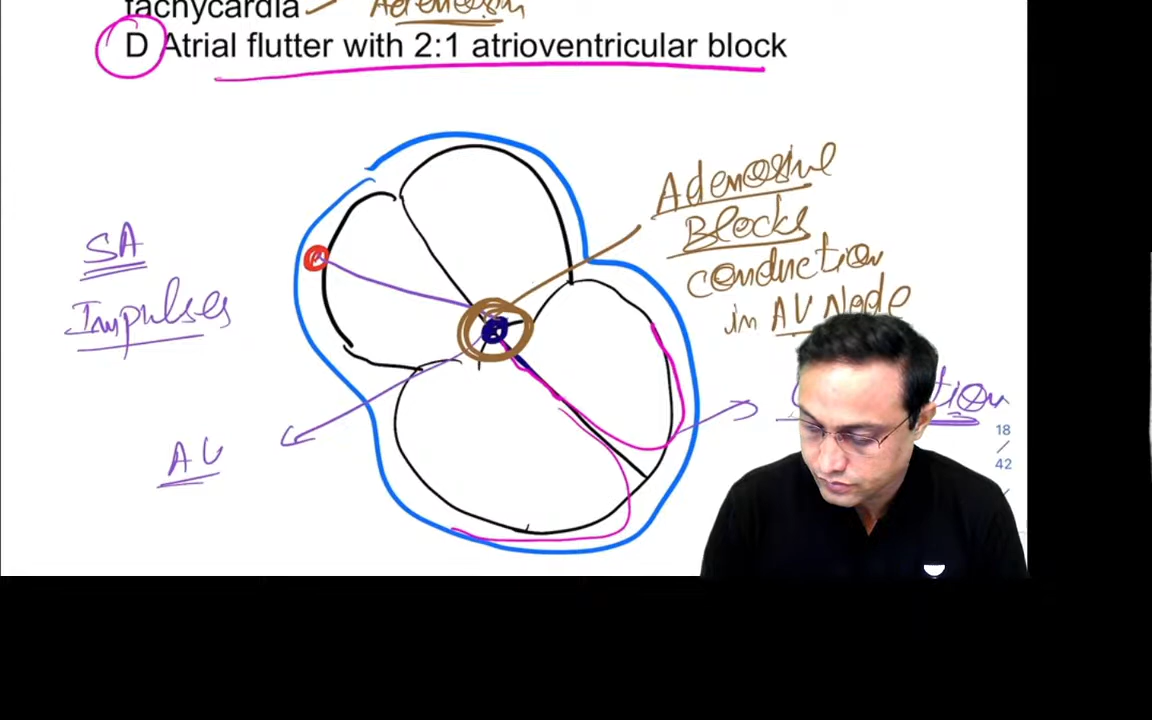 tachycardia Adenosin
D Atrial flutter with 2:1 atrioventricular block
Adenosine
Blocks
conduction
in AV Node
SA
Impulses
AV
18
/
42